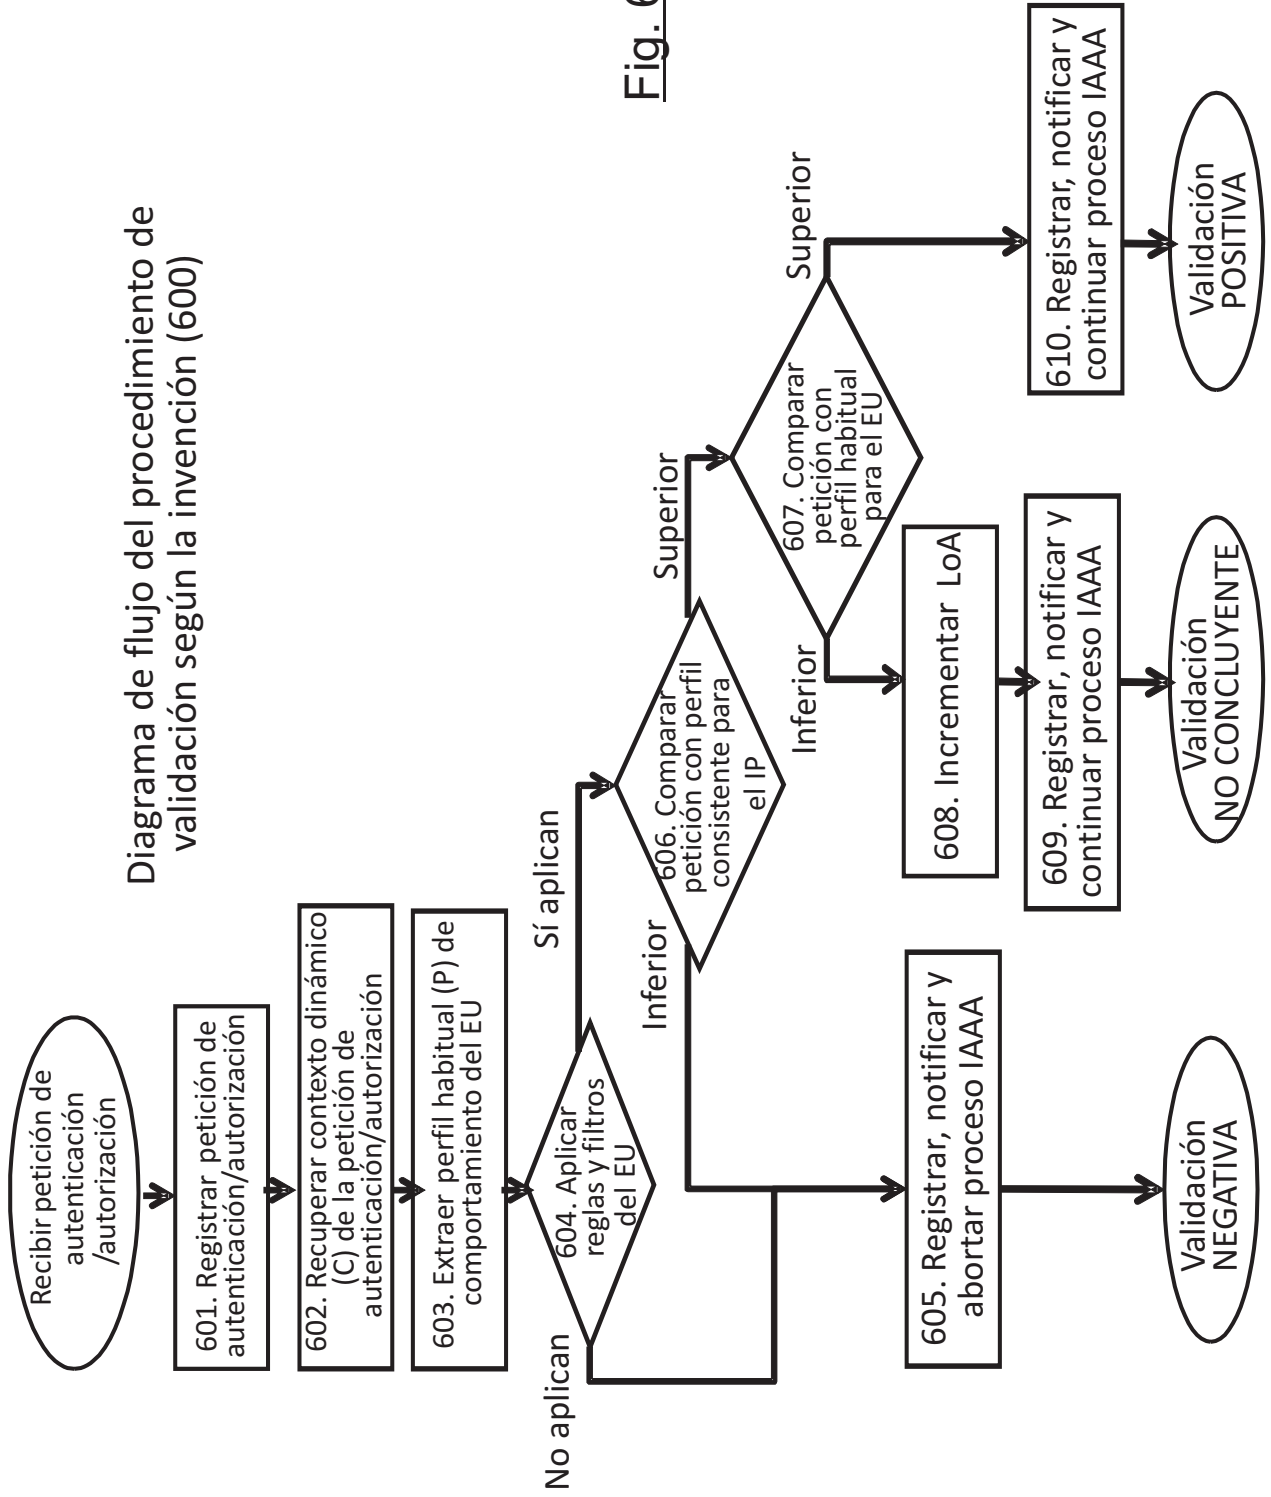 Diagrama de flujo del procedimiento de
validación según la invención (600)
Recibir petición de
autenticación
/autorización
601. Registrar petición de
autenticación/autorización
602. Recuperar contexto dinámico
(C) de la petición de
autenticación/autorización
603. Extraer perfil habitual (P) de
comportamiento del EU
No aplican
604. Aplicar
reglas y filtros
del EU
Sí aplican
Inferior
606. Comparar
petición con perfil
consistente para
el IP
Superior
Inferior
607. Comparar
petición con
perfil habitual
para el EU
Superior
605. Registrar, notificar y
abortar proceso IAAA
608. Incrementar LoA
609. Registrar, notificar y
continuar proceso IAAA
610. Registrar, notificar y
continuar proceso IAAA
Validación
NEGATIVA
Validación
NO CONCLUYENTE
Validación
POSITIVA
Fig. 6